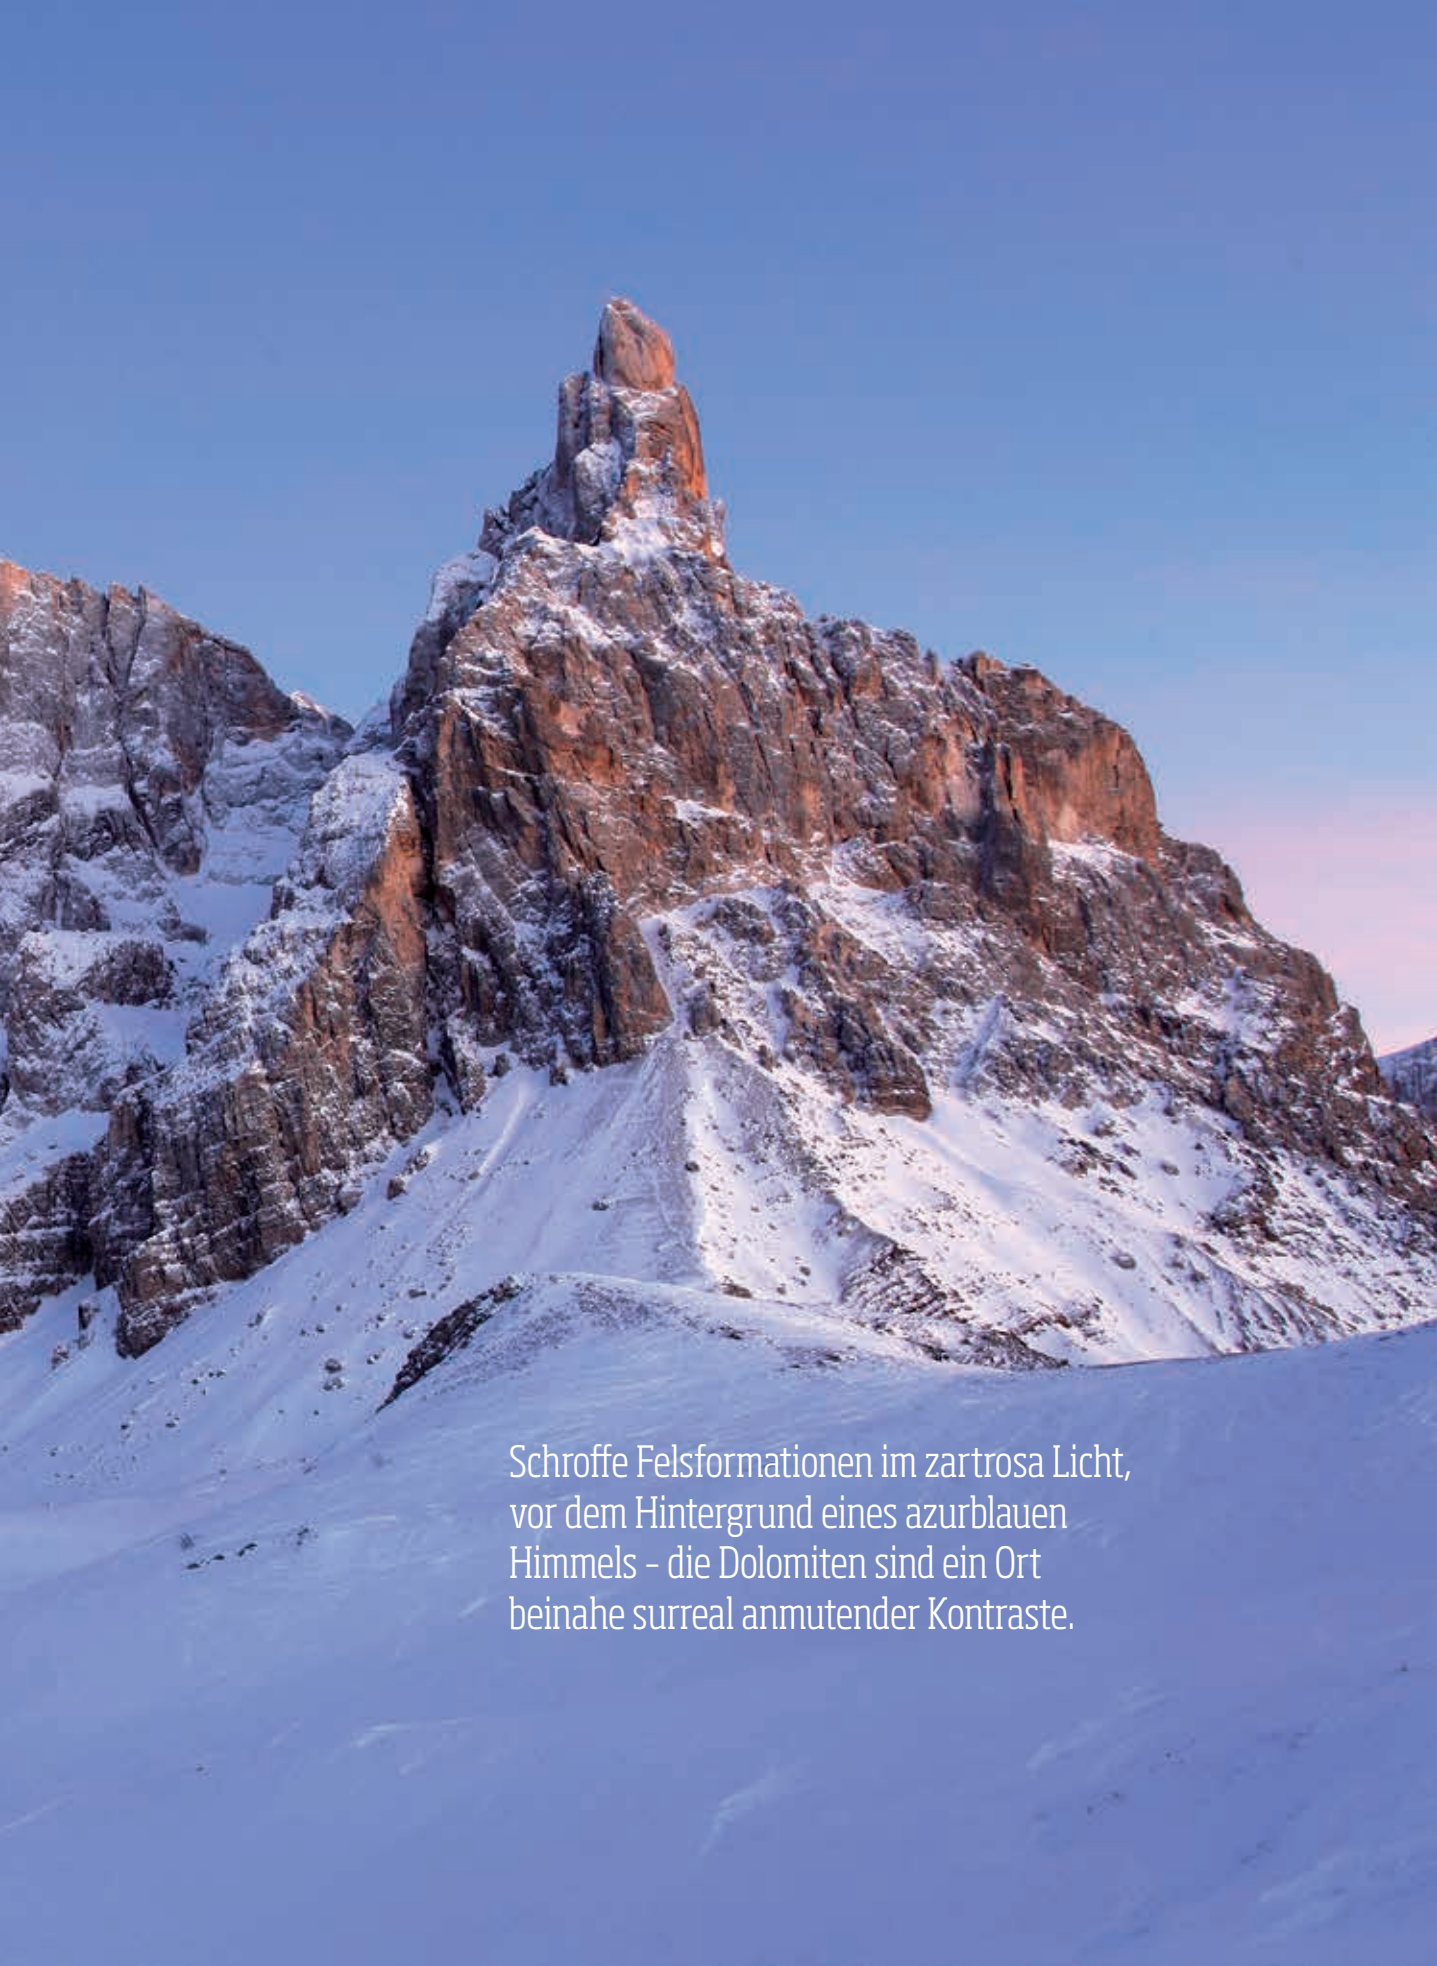 Schroffe Felsformationen im zartrosa Licht,
vor dem Hintergrund eines azurblauen
Himmels – die Dolomiten sind ein Ort
beinahe surreal anmutender Kontraste.